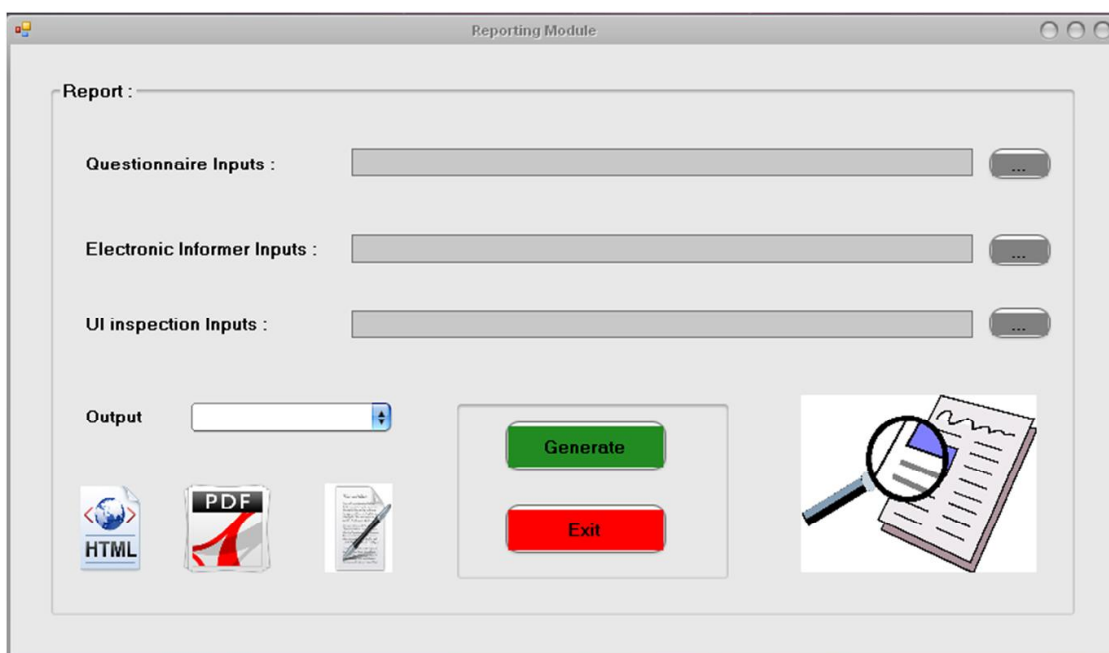 Reporting Module
Report :
Questionnaire Inputs :
...
Electronic Informer Inputs :
...
UI inspection Inputs :
...
Output
Generate
HTML
PDF
Exit